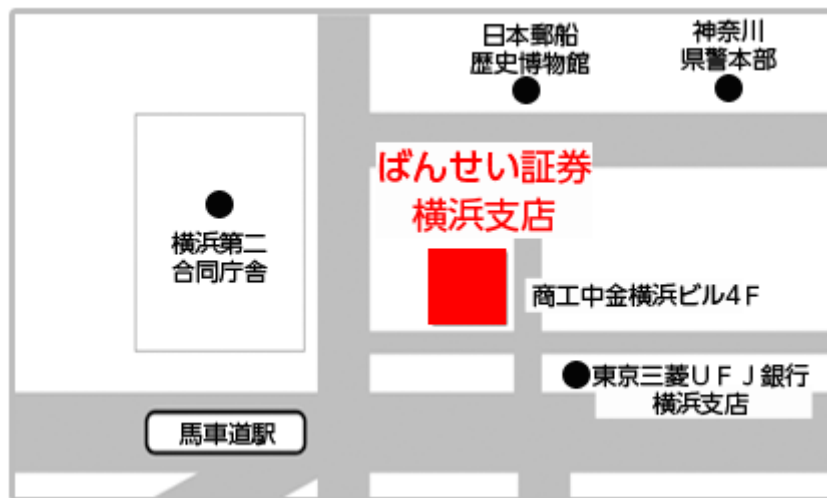 日本郵船
歴史博物館
神奈川
県警本部
ばんせい証券
横浜支店
横浜第二
合同庁舎
商工中金横浜ビル4F
東京三菱UFJ銀行
横浜支店
馬車道駅